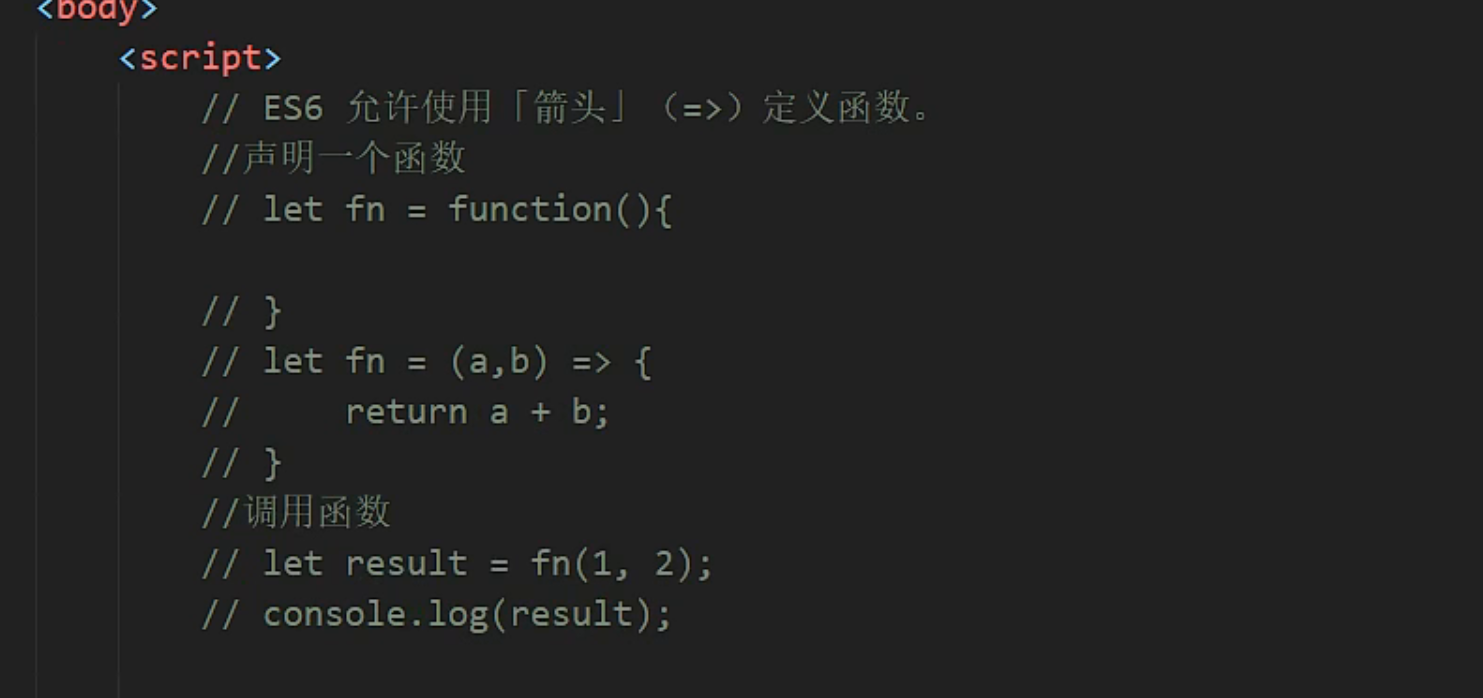 <body>
<script>
// ES6 允许使用「箭头」（=>）定义函数。
//声明一个函数
// let fn = function(){
// }
// let fn = (a,b) => {
//     return a + b;
// }
//调用函数
// let result = fn(1, 2);
// console.log(result);